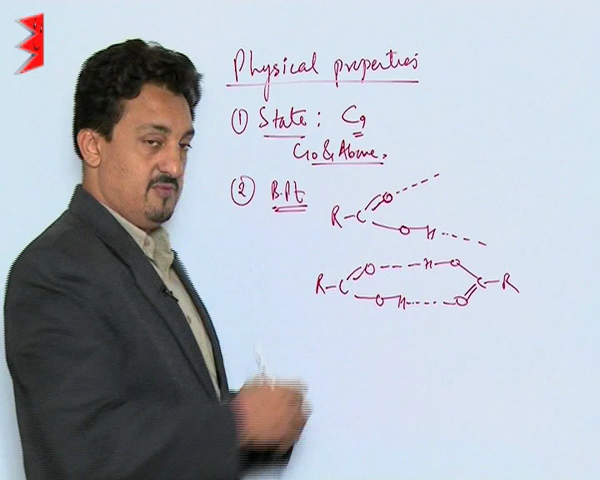 Physical properties
① State : C9
C10 & Above.
② B.Pt
R-C O
O H
R-C O H O C-R
O H O